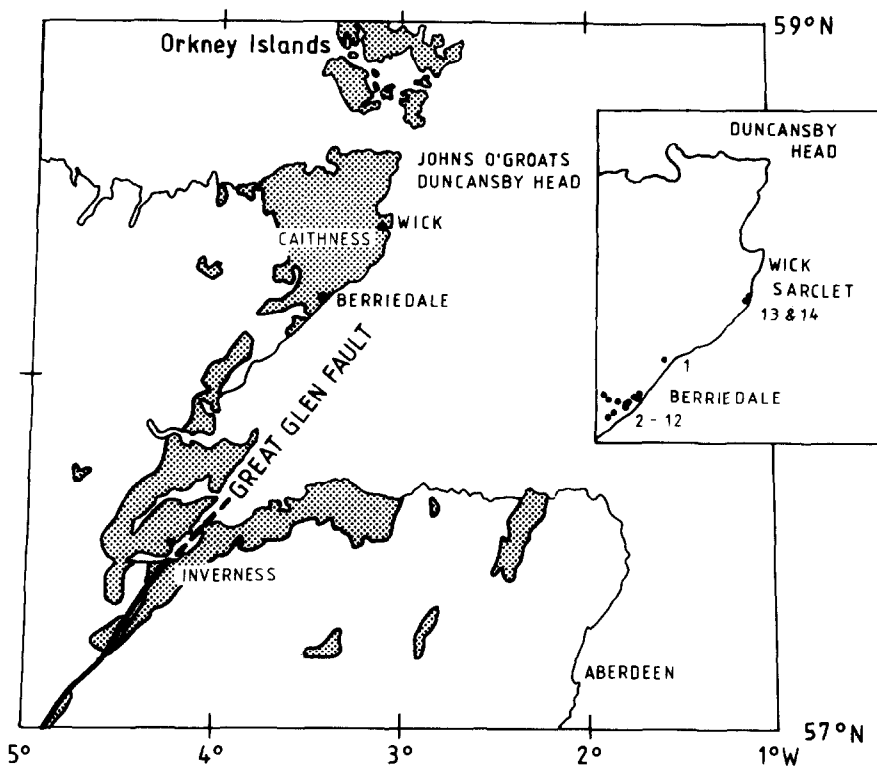 59°N
Orkney Islands
JOHNS O'GROATS
DUNCANSBY HEAD
WICK
CAITHNESS
BERRIEDALE
GREAT GLEN FAULT
INVERNESS
ABERDEEN
DUNCANSBY
HEAD
WICK
SARCLET
13 & 14
1
BERRIEDALE
2 - 12
57°N
5° 4° 3° 2° 1°W